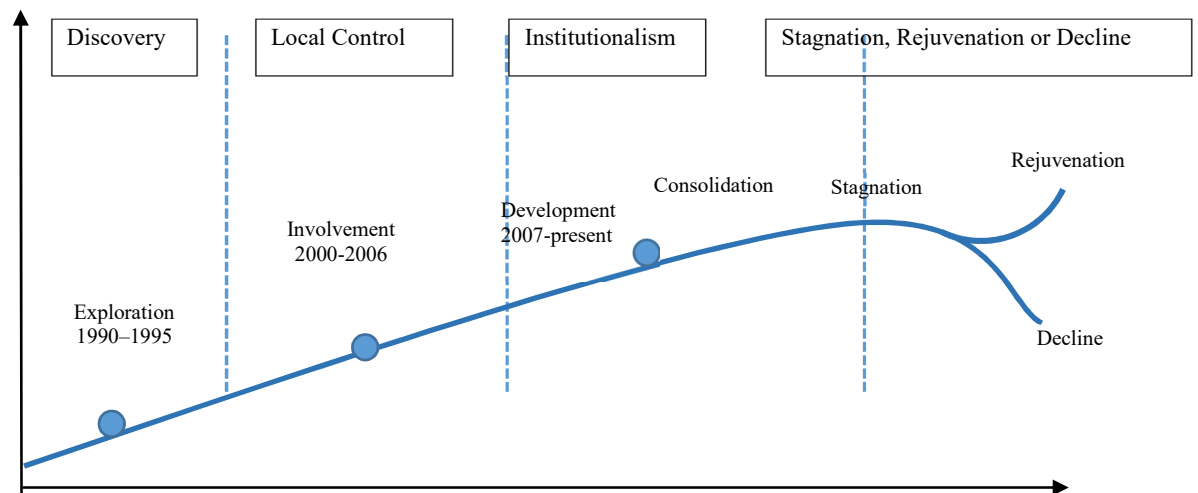 Discovery
Local Control
Institutionalism
Stagnation, Rejuvenation or Decline
Rejuvenation
Consolidation
Stagnation
Development
2007-present
Involvement
2000-2006
Exploration
1990–1995
Decline